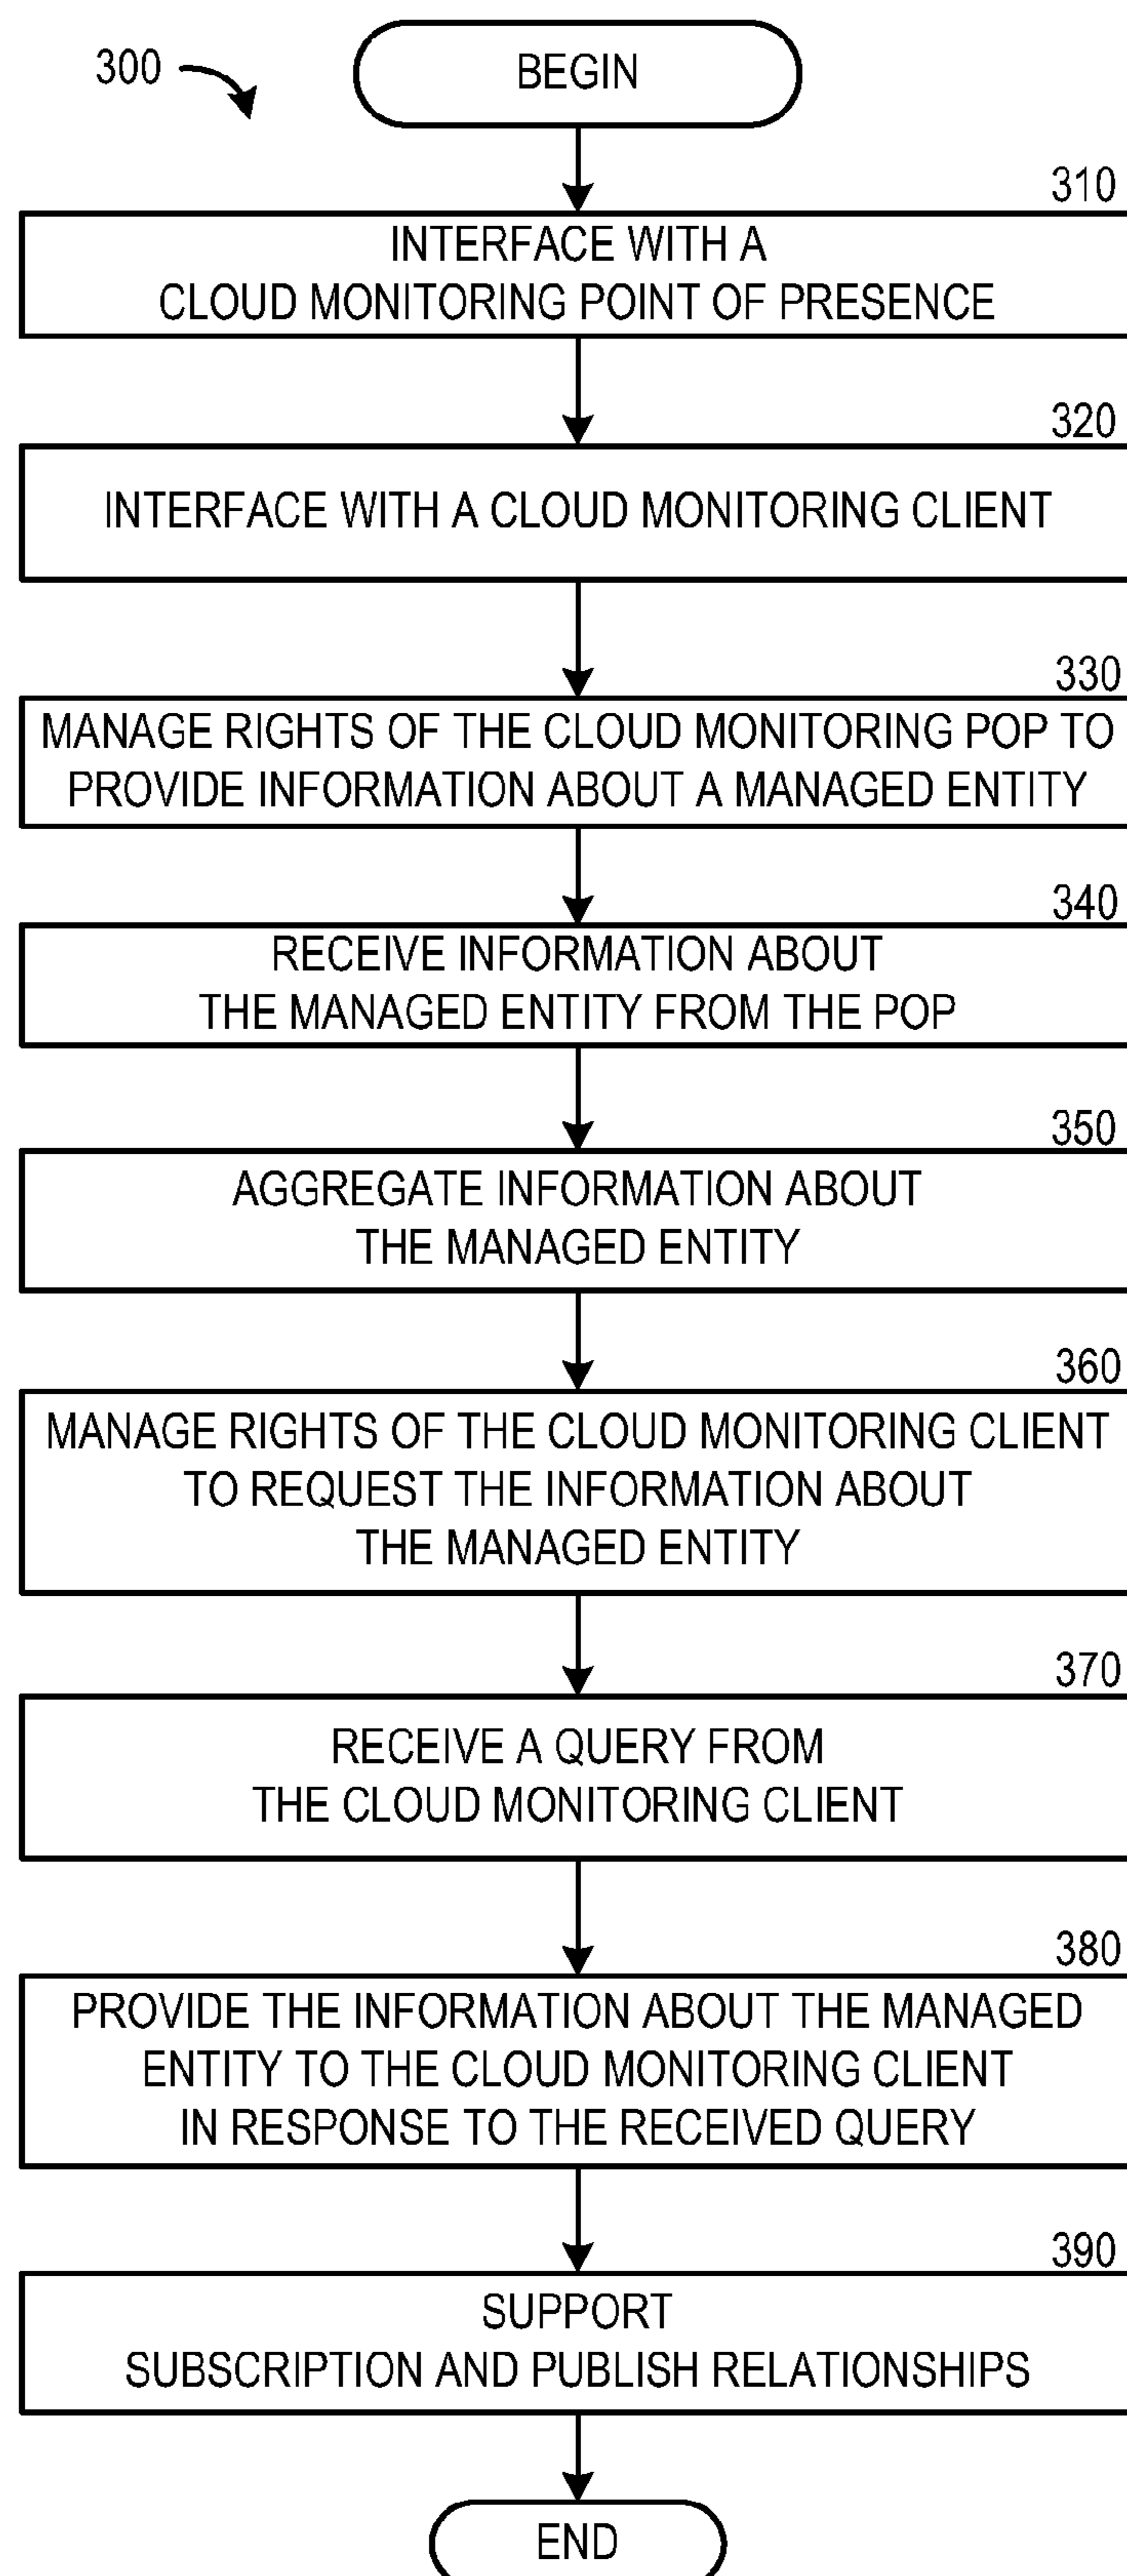 300
BEGIN
310
INTERFACE WITH A
CLOUD MONITORING POINT OF PRESENCE
320
INTERFACE WITH A CLOUD MONITORING CLIENT
330
MANAGE RIGHTS OF THE CLOUD MONITORING POP TO
PROVIDE INFORMATION ABOUT A MANAGED ENTITY
340
RECEIVE INFORMATION ABOUT
THE MANAGED ENTITY FROM THE POP
350
AGGREGATE INFORMATION ABOUT
THE MANAGED ENTITY
360
MANAGE RIGHTS OF THE CLOUD MONITORING CLIENT
TO REQUEST THE INFORMATION ABOUT
THE MANAGED ENTITY
370
RECEIVE A QUERY FROM
THE CLOUD MONITORING CLIENT
380
PROVIDE THE INFORMATION ABOUT THE MANAGED
ENTITY TO THE CLOUD MONITORING CLIENT
IN RESPONSE TO THE RECEIVED QUERY
390
SUPPORT
SUBSCRIPTION AND PUBLISH RELATIONSHIPS
END